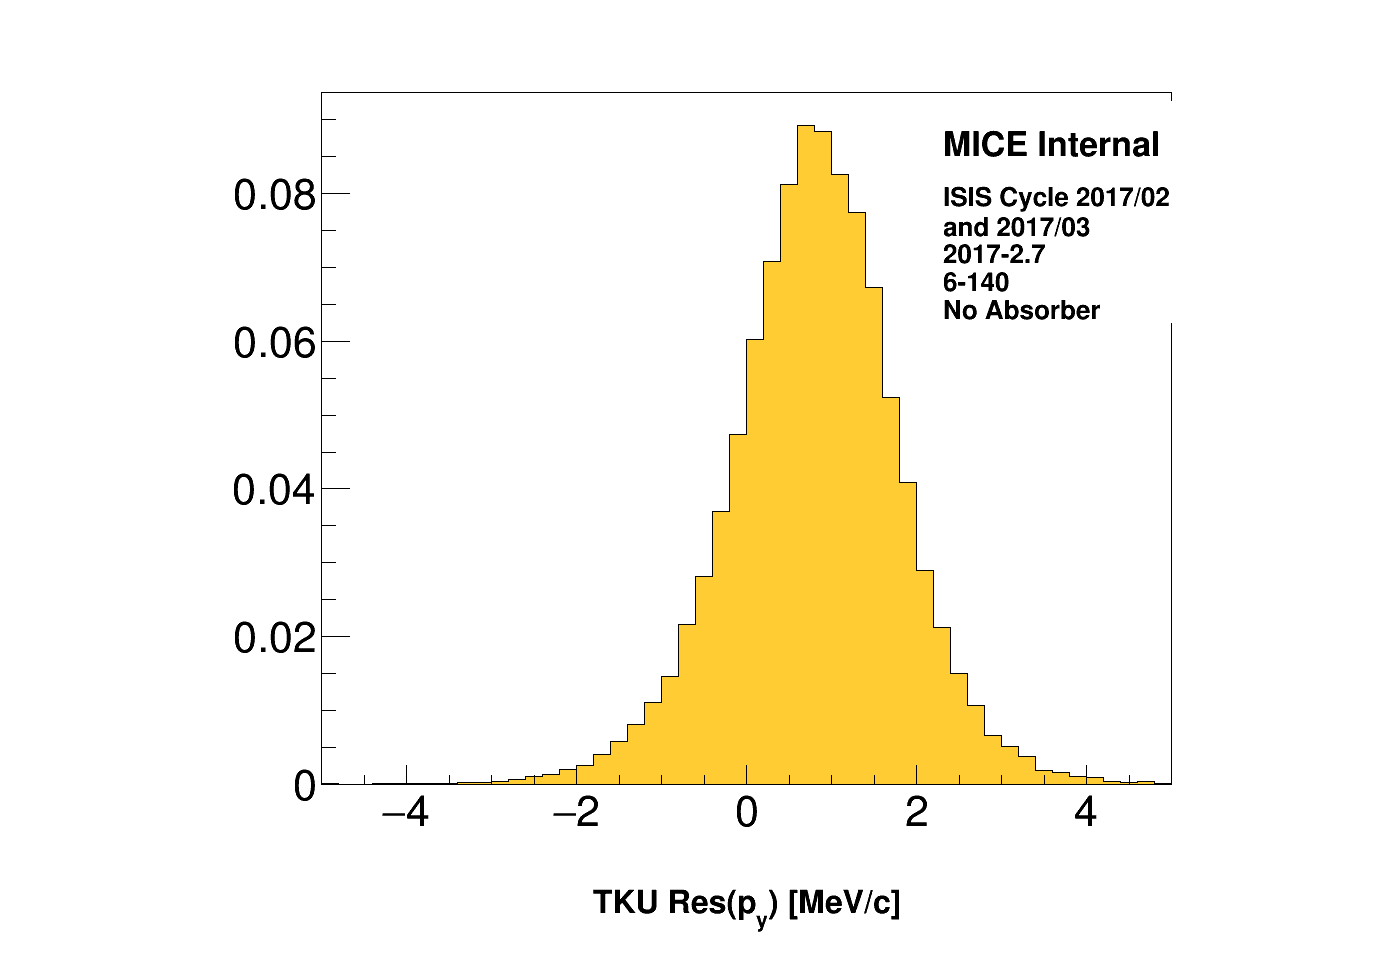 MICE Internal
ISIS Cycle 2017/02
and 2017/03
2017-2.7
6-140
No Absorber
0.08
0.06
0.04
0.02
0
−4 −2 0 2 4
TKU Res(py) [MeV/c]